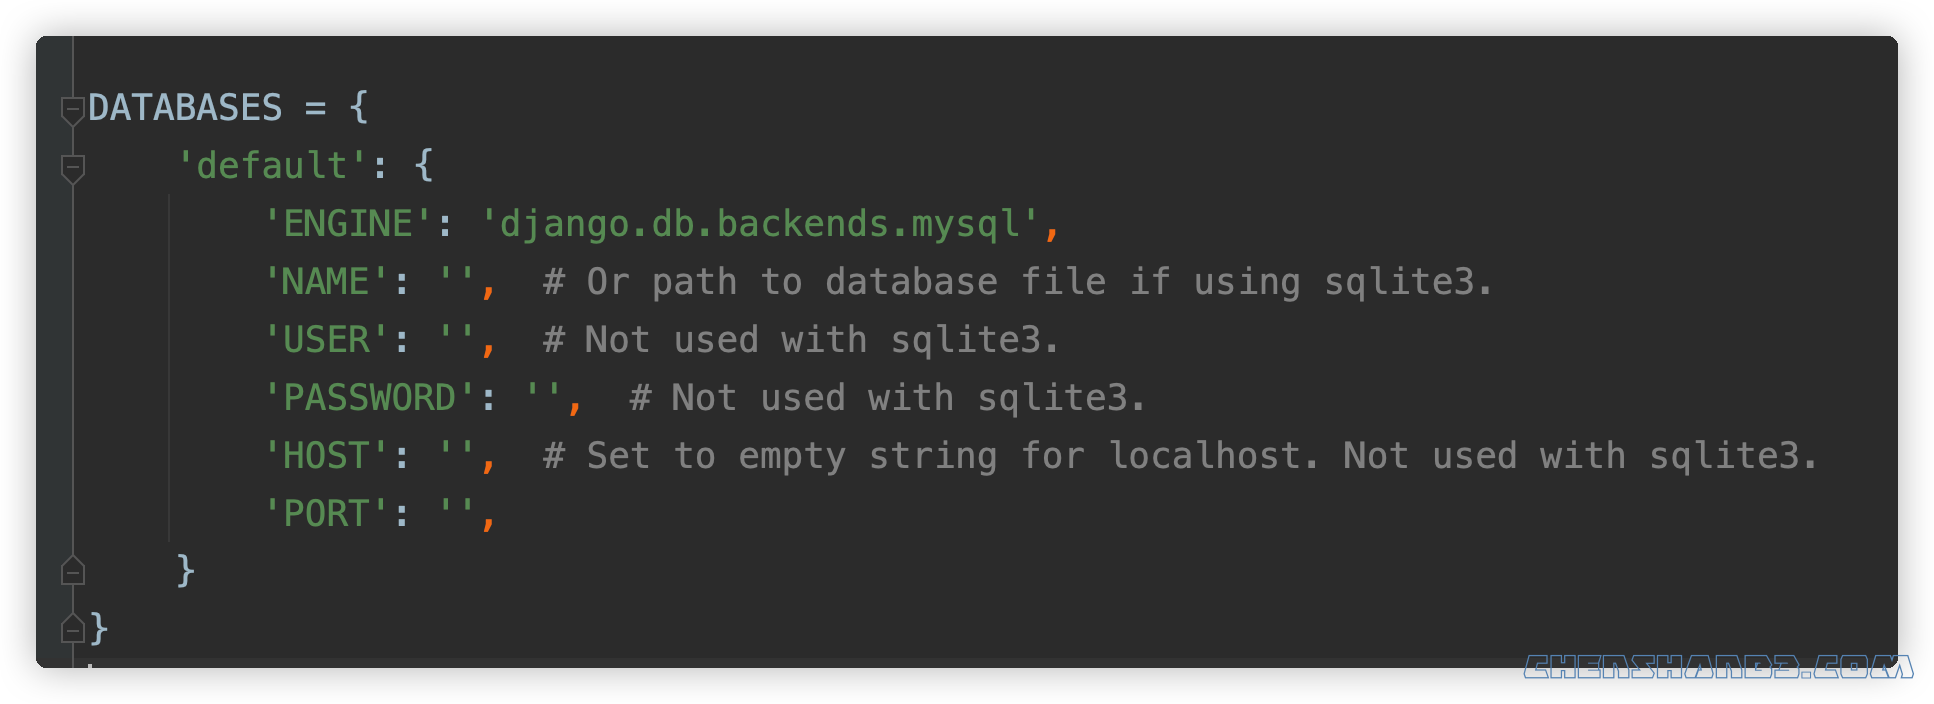 DATABASES = {
    'default': {
        'ENGINE': 'django.db.backends.mysql',
        'NAME': '',  # Or path to database file if using sqlite3.
        'USER': '',  # Not used with sqlite3.
        'PASSWORD': '',  # Not used with sqlite3.
        'HOST': '',  # Set to empty string for localhost. Not used with sqlite3.
        'PORT': '',
    }
}